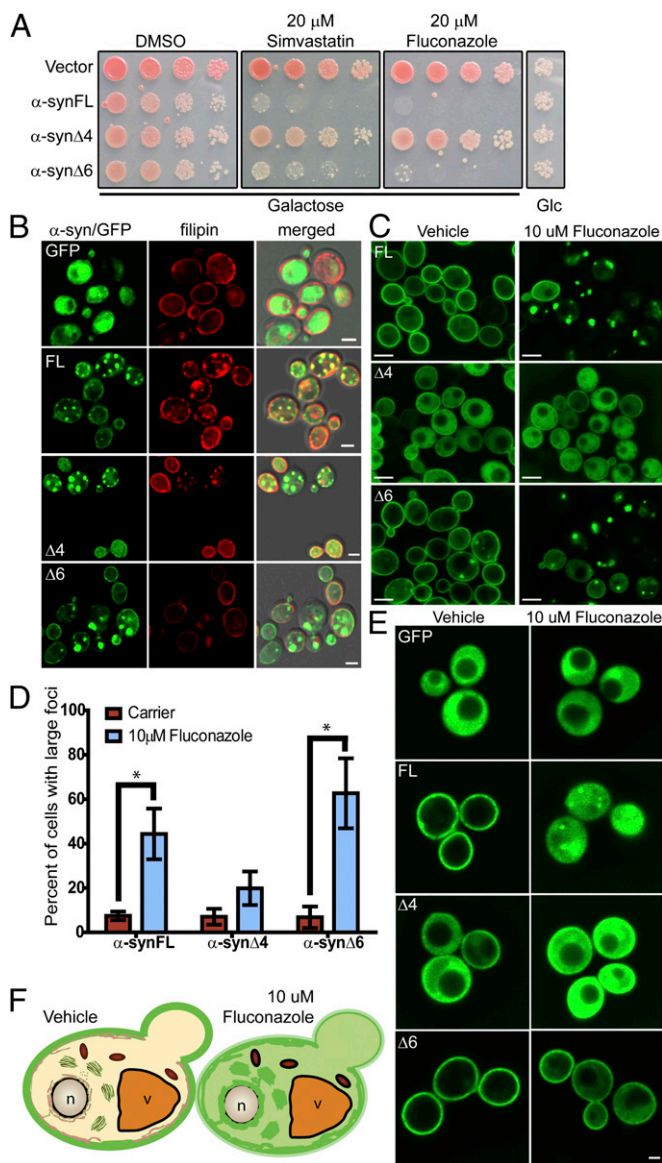 A
DMSO
20 µM
Simvastatin
20 µM
Fluconazole
Vector
α-synFL
α-synΔ4
α-synΔ6
Galactose
Glc
B
α-syn/GFP
filipin
merged
GFP
FL
Δ4
Δ6
C
Vehicle
10 uM Fluconazole
FL
Δ4
Δ6
D
Percent of cells with large foci
100
80
60
40
20
0
Carrier
10µM Fluconazole
*
*
α-synFL
α-synΔ4
α-synΔ6
E
Vehicle
10 uM Fluconazole
GFP
FL
Δ4
Δ6
F
Vehicle
10 uM
Fluconazole
n
v
n
v